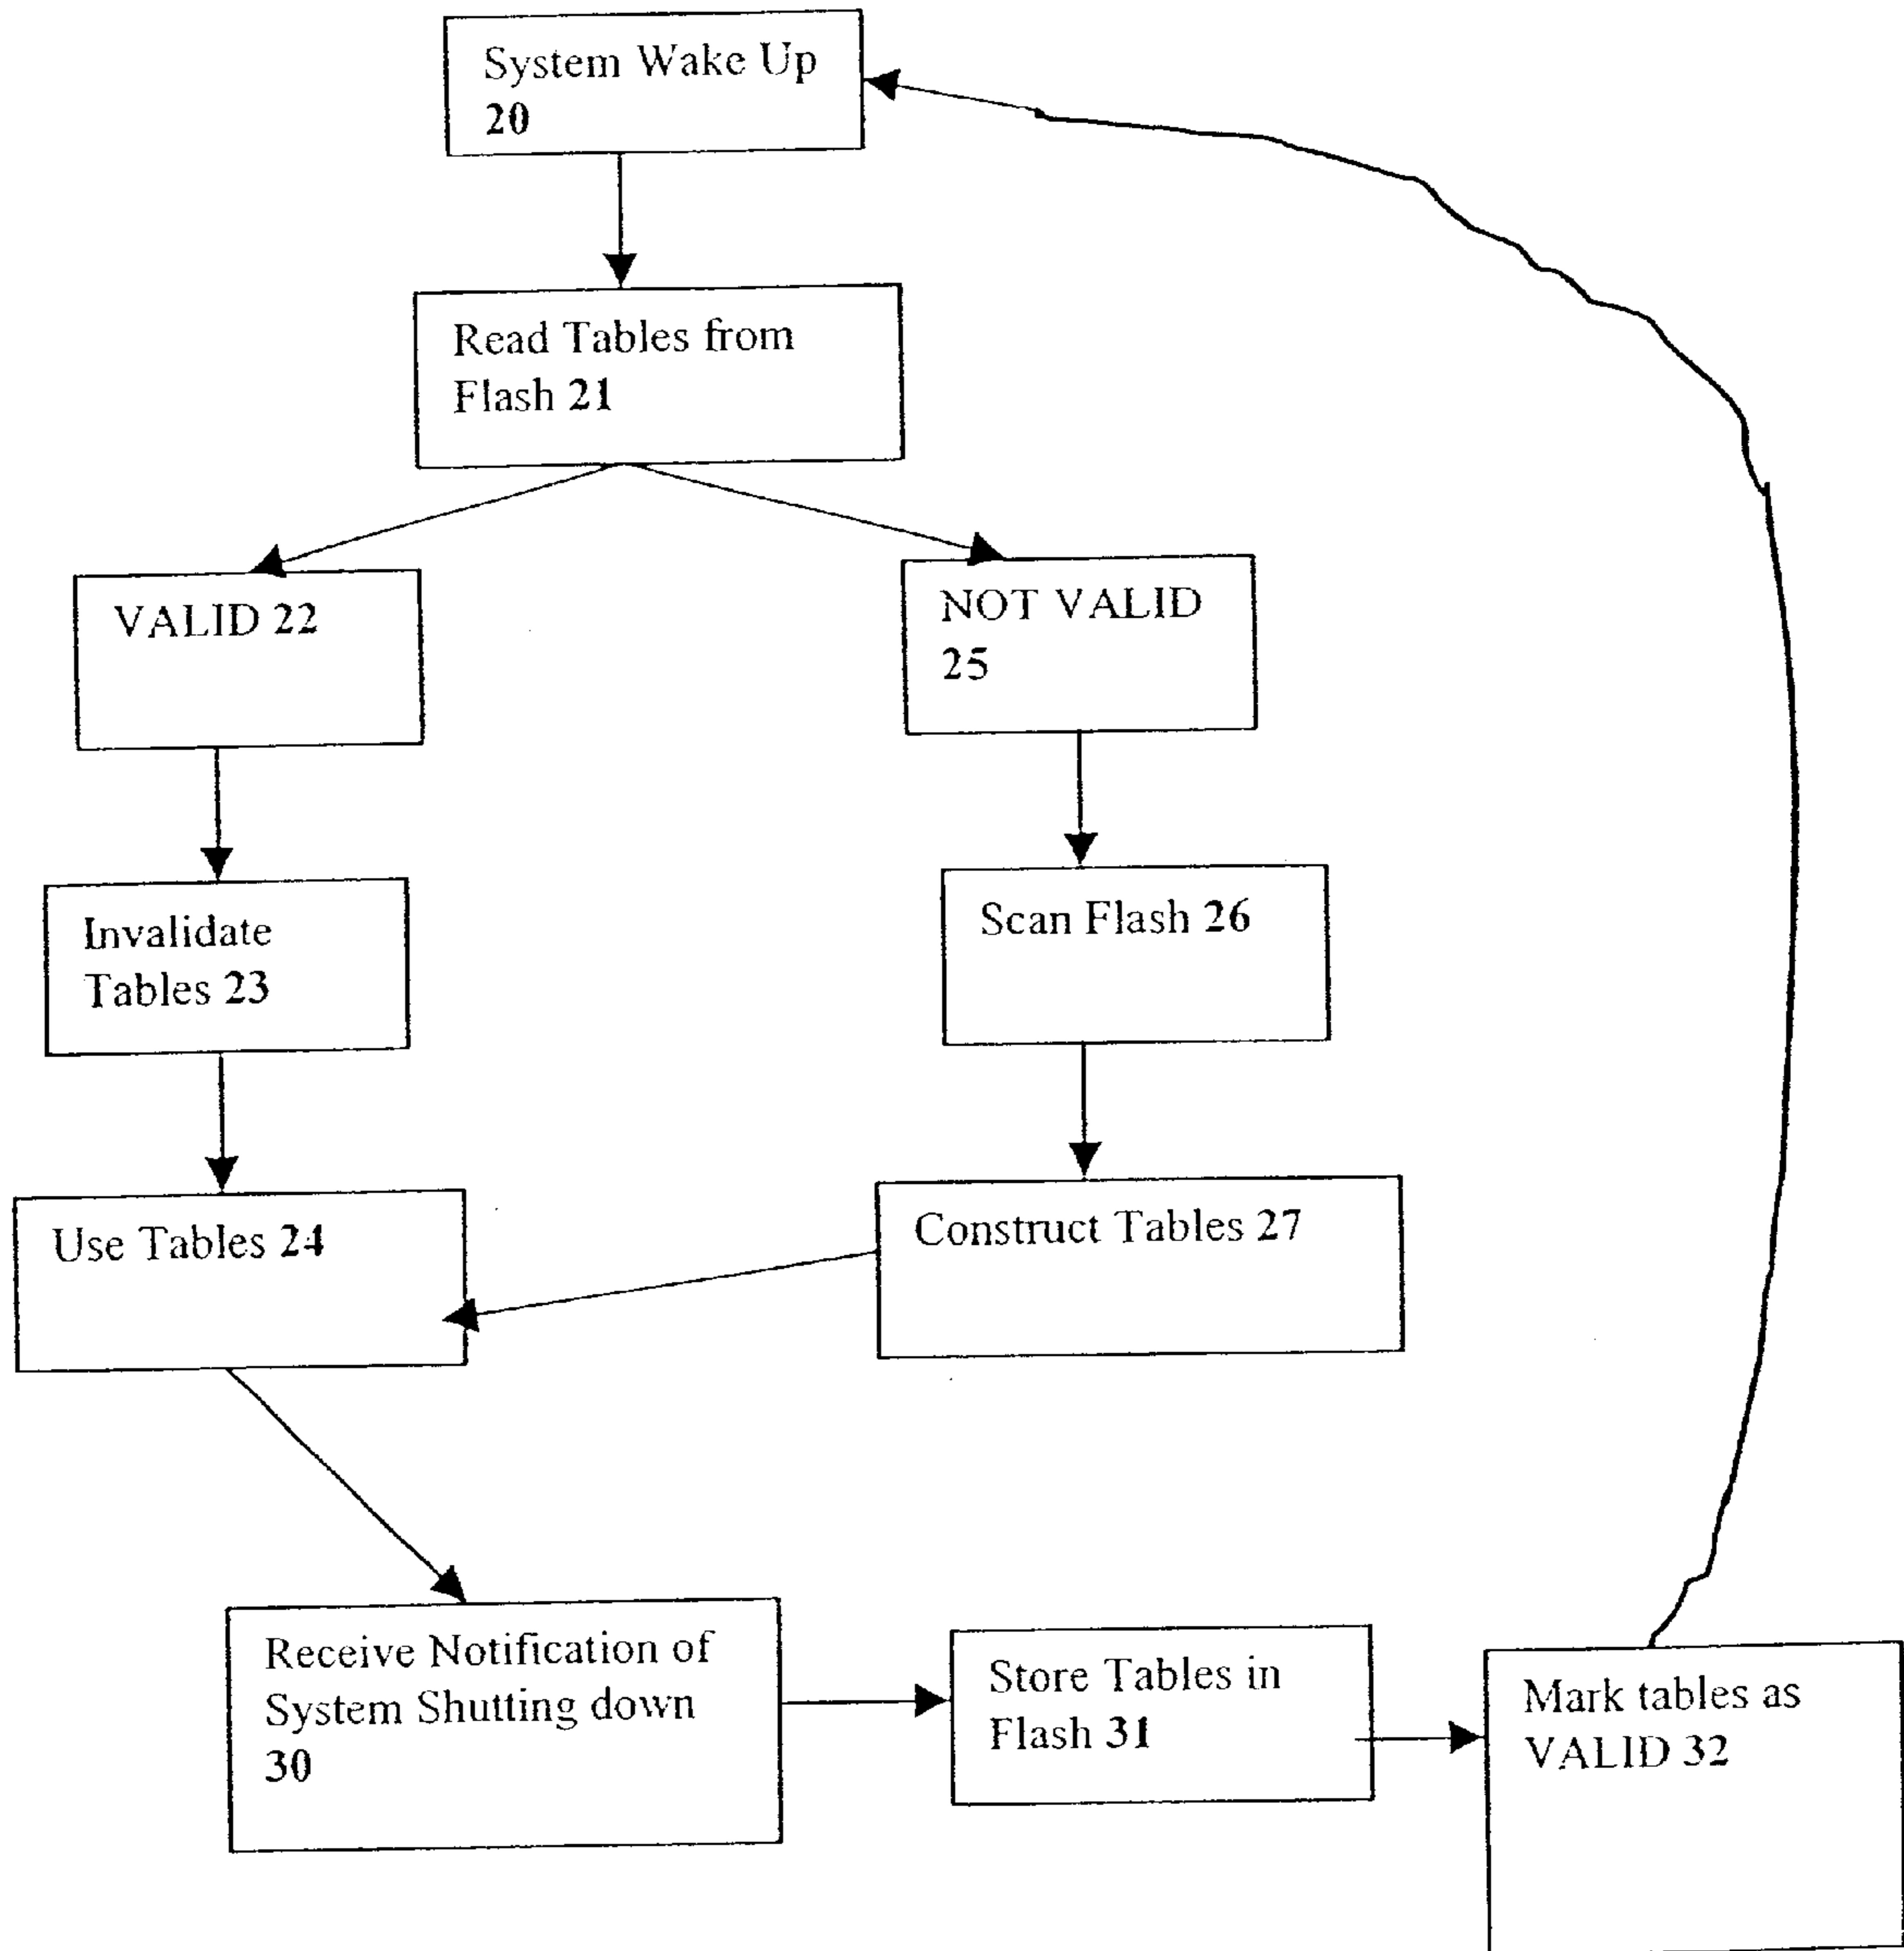 System Wake Up
20
Read Tables from
Flash 21
VALID 22
NOT VALID
25
Invalidate
Tables 23
Scan Flash 26
Use Tables 24
Construct Tables 27
Receive Notification of
System Shutting down
30
Store Tables in
Flash 31
Mark tables as
VALID 32